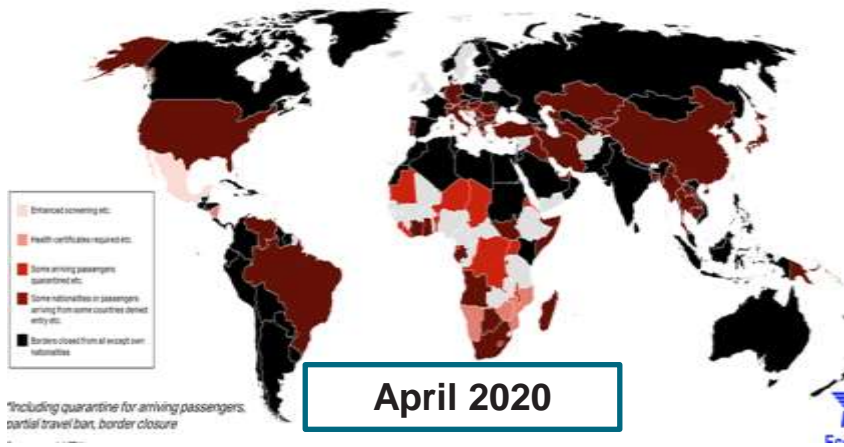 Enhanced screening etc.
Health certificates required etc.
Some arriving passengers
quarantined etc.
Some nationalities or passengers
arriving from some countries denied
entry etc.
Borders closed from all except own
nationalities
*Including quarantine for arriving passengers,
partial travel ban, border closure
April 2020